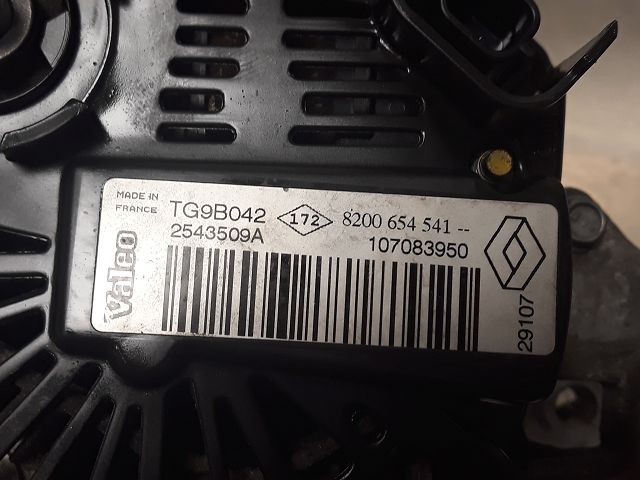 MADE IN
FRANCE
TG9B042 172 8200 654 541 --
2543509A 107083950
Valeo
29107